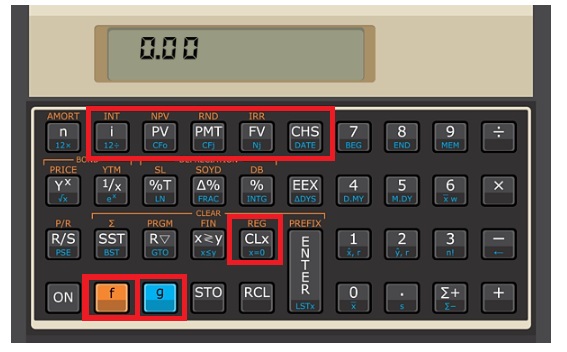 0.00
AMORT INT NPV RND IRR
n i PV PMT FV CHS 7 8 9 ÷
12× 12÷ CFo CFj Nj DATE BEG END MEM
BOND DEPRECIATION
PRICE YTM SL SOYD DB
Yˣ 1/x %T Δ% % EEX 4 5 6 ×
√x eˣ LN FRAC INTG ΔDYS D.MY M.DY x̄ w
CLEAR
P/R Σ PRGM FIN REG PREFIX
R/S SST R▽ x≷y CLx ENTER 1 2 3 −
PSE BST GTO x≤y x=0 x̂, r ŷ, r n! ←
ON f g STO RCL 0 . Σ+ +
LSTx x̄ s Σ−